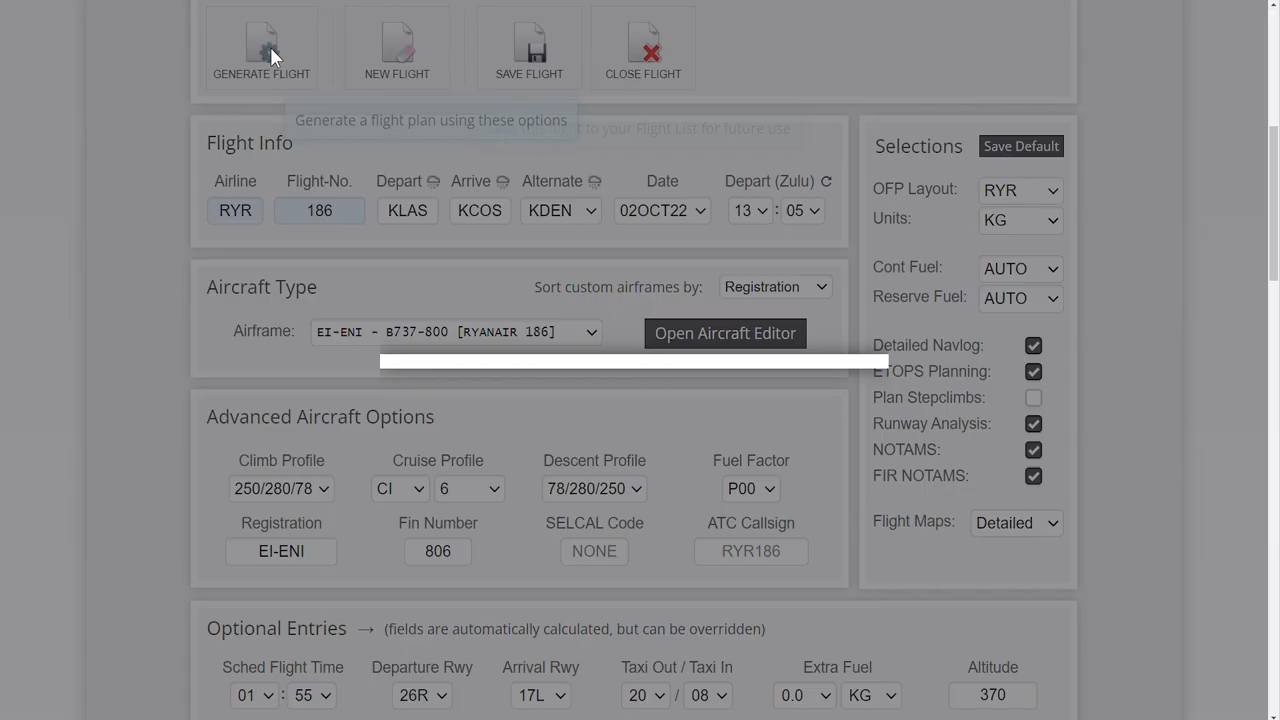 GENERATE FLIGHT NEW FLIGHT SAVE FLIGHT CLOSE FLIGHT
Generate a flight plan using these options
to your Flight List for future use
Flight Info
Airline Flight-No. Depart Arrive Alternate Date Depart (Zulu)
RYR 186 KLAS KCOS KDEN 02OCT22 13 : 05
Aircraft Type Sort custom airframes by: Registration
Airframe: EI-ENI - B737-800 [RYANAIR 186] Open Aircraft Editor
Advanced Aircraft Options
Climb Profile Cruise Profile Descent Profile Fuel Factor
250/280/78 CI 6 78/280/250 P00
Registration Fin Number SELCAL Code ATC Callsign
EI-ENI 806 NONE RYR186
Selections Save Default
OFP Layout: RYR
Units: KG
Cont Fuel: AUTO
Reserve Fuel: AUTO
Detailed Navlog:
ETOPS Planning:
Plan Stepclimbs:
Runway Analysis:
NOTAMS:
FIR NOTAMS:
Flight Maps: Detailed
Optional Entries → (fields are automatically calculated, but can be overridden)
Sched Flight Time Departure Rwy Arrival Rwy Taxi Out / Taxi In Extra Fuel Altitude
01 : 55 26R 17L 20 / 08 0.0 KG 370